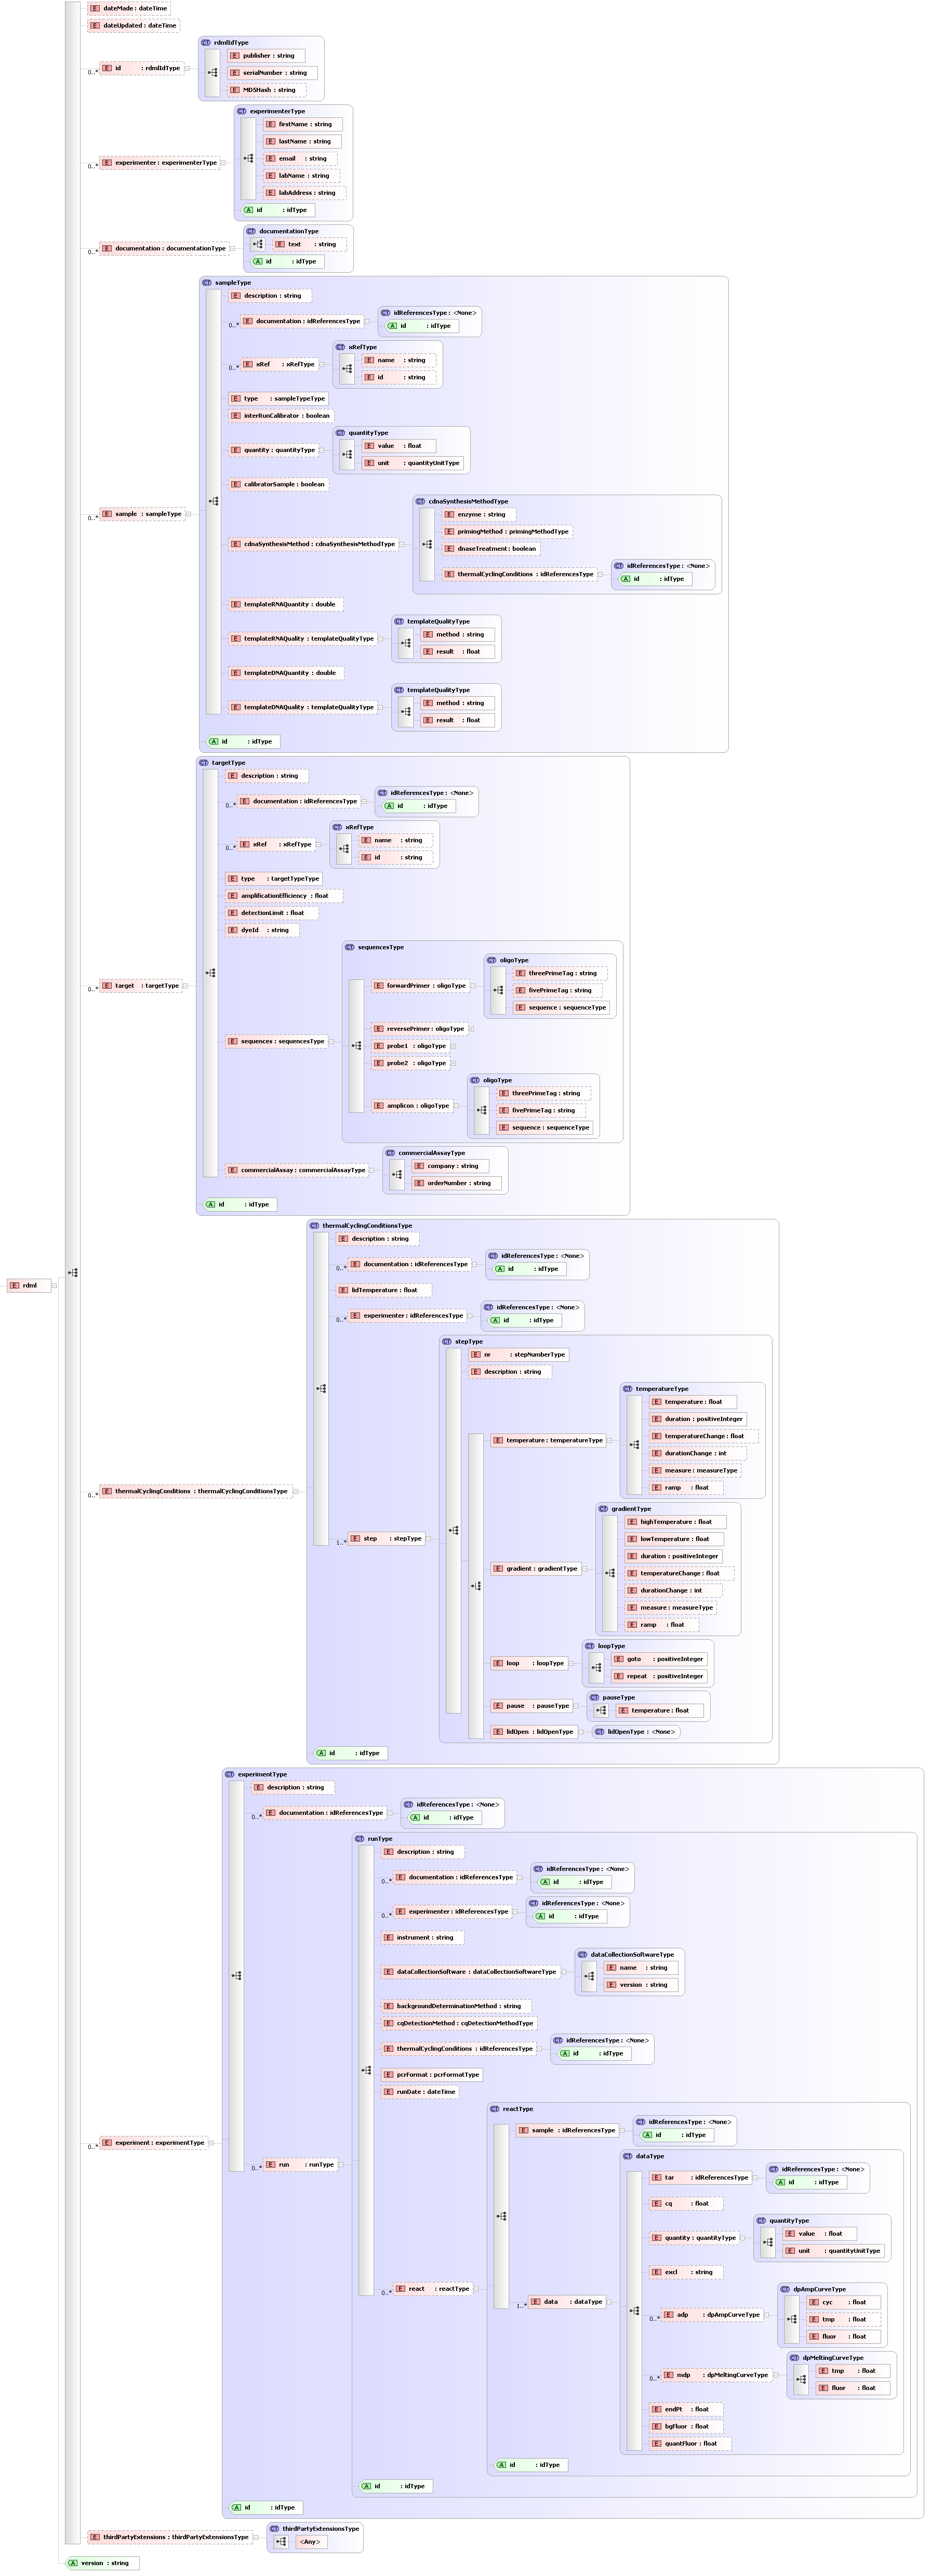 E dateMade : dateTime
E dateUpdated : dateTime
CT rdmlIdType
E publisher : string
0..* E id : rdmlIdType
E serialNumber : string
E MD5Hash : string
CT experimenterType
E firstName : string
E lastName : string
0..* E experimenter : experimenterType
E email : string
E labName : string
E labAddress : string
A id : idType
CT documentationType
0..* E documentation : documentationType
E text : string
A id : idType
CT sampleType
E description : string
0..* E documentation : idReferencesType
CT idReferencesType : <None>
A id : idType
CT xRefType
0..* E xRef : xRefType
E name : string
E id : string
E type : sampleTypeType
E interRunCalibrator : boolean
CT quantityType
E quantity : quantityType
E value : float
E unit : quantityUnitType
E calibratorSample : boolean
0..* E sample : sampleType
CT cdnaSynthesisMethodType
E enzyme : string
E primingMethod : primingMethodType
E cdnaSynthesisMethod : cdnaSynthesisMethodType
E dnaseTreatment : boolean
E thermalCyclingConditions : idReferencesType
CT idReferencesType : <None>
A id : idType
E templateRNAQuantity : double
CT templateQualityType
E templateRNAQuality : templateQualityType
E method : string
E result : float
E templateDNAQuantity : double
CT templateQualityType
E templateDNAQuality : templateQualityType
E method : string
E result : float
A id : idType
CT targetType
E description : string
0..* E documentation : idReferencesType
CT idReferencesType : <None>
A id : idType
CT xRefType
0..* E xRef : xRefType
E name : string
E id : string
E type : targetTypeType
E amplificationEfficiency : float
E detectionLimit : float
E dyeId : string
0..* E target : targetType
E sequences : sequencesType
CT sequencesType
E forwardPrimer : oligoType
CT oligoType
E threePrimeTag : string
E fivePrimeTag : string
E sequence : sequenceType
E reversePrimer : oligoType
E probe1 : oligoType
E probe2 : oligoType
E amplicon : oligoType
CT oligoType
E threePrimeTag : string
E fivePrimeTag : string
E sequence : sequenceType
E commercialAssay : commercialAssayType
CT commercialAssayType
E company : string
E orderNumber : string
A id : idType
E rdml
0..* E thermalCyclingConditions : thermalCyclingConditionsType
CT thermalCyclingConditionsType
E description : string
0..* E documentation : idReferencesType
CT idReferencesType : <None>
A id : idType
E lidTemperature : float
0..* E experimenter : idReferencesType
CT idReferencesType : <None>
A id : idType
1..* E step : stepType
CT stepType
E nr : stepNumberType
E description : string
E temperature : temperatureType
CT temperatureType
E temperature : float
E duration : positiveInteger
E temperatureChange : float
E durationChange : int
E measure : measureType
E ramp : float
E gradient : gradientType
CT gradientType
E highTemperature : float
E lowTemperature : float
E duration : positiveInteger
E temperatureChange : float
E durationChange : int
E measure : measureType
E ramp : float
E loop : loopType
CT loopType
E goto : positiveInteger
E repeat : positiveInteger
E pause : pauseType
CT pauseType
E temperature : float
E lidOpen : lidOpenType
CT lidOpenType : <None>
A id : idType
0..* E experiment : experimentType
CT experimentType
E description : string
0..* E documentation : idReferencesType
CT idReferencesType : <None>
A id : idType
0..* E run : runType
CT runType
E description : string
0..* E documentation : idReferencesType
CT idReferencesType : <None>
A id : idType
0..* E experimenter : idReferencesType
CT idReferencesType : <None>
A id : idType
E instrument : string
E dataCollectionSoftware : dataCollectionSoftwareType
CT dataCollectionSoftwareType
E name : string
E version : string
E backgroundDeterminationMethod : string
E cqDetectionMethod : cqDetectionMethodType
E thermalCyclingConditions : idReferencesType
CT idReferencesType : <None>
A id : idType
E pcrFormat : pcrFormatType
E runDate : dateTime
0..* E react : reactType
CT reactType
E sample : idReferencesType
CT idReferencesType : <None>
A id : idType
1..* E data : dataType
CT dataType
E tar : idReferencesType
CT idReferencesType : <None>
A id : idType
E cq : float
E quantity : quantityType
CT quantityType
E value : float
E unit : quantityUnitType
E excl : string
0..* E adp : dpAmpCurveType
CT dpAmpCurveType
E cyc : float
E tmp : float
E fluor : float
0..* E mdp : dpMeltingCurveType
CT dpMeltingCurveType
E tmp : float
E fluor : float
E endPt : float
E bgFluor : float
E quantFluor : float
A id : idType
A id : idType
A id : idType
E thirdPartyExtensions : thirdPartyExtensionsType
CT thirdPartyExtensionsType
<Any>
A version : string